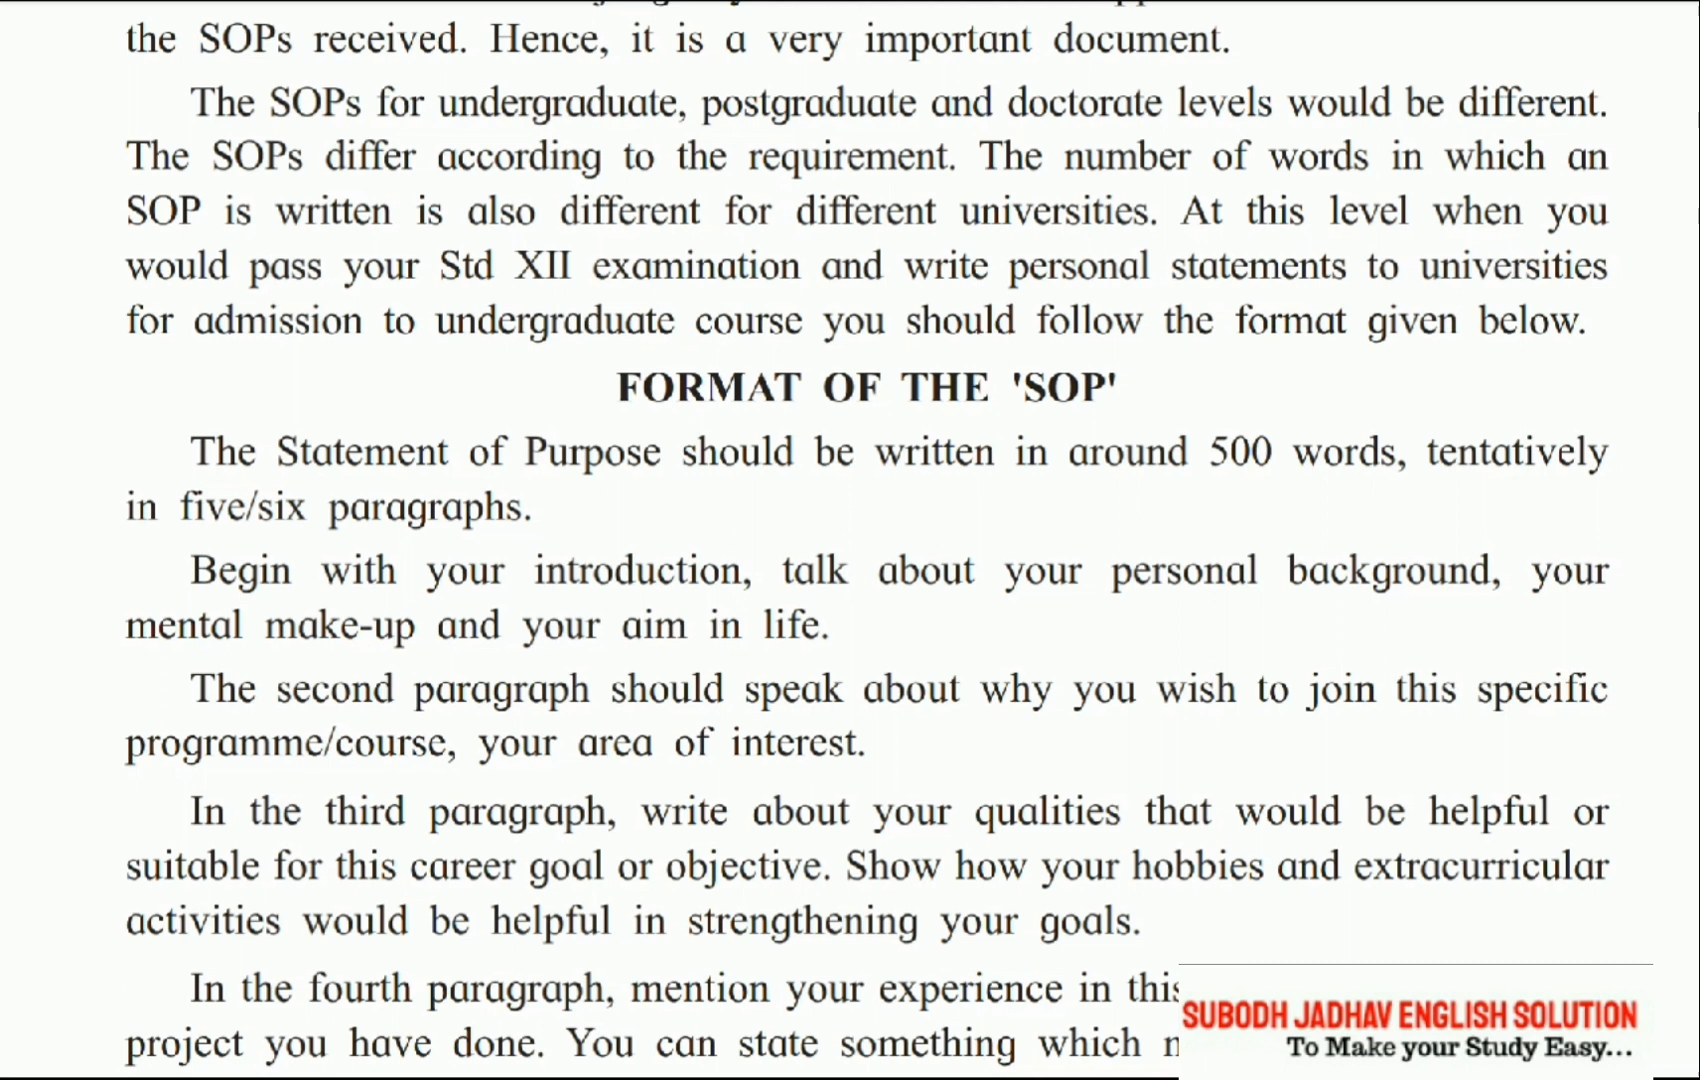 the SOPs received. Hence, it is a very important document.
The SOPs for undergraduate, postgraduate and doctorate levels would be different.
The SOPs differ according to the requirement. The number of words in which an
SOP is written is also different for different universities. At this level when you
would pass your Std XII examination and write personal statements to universities
for admission to undergraduate course you should follow the format given below.
FORMAT OF THE 'SOP'
The Statement of Purpose should be written in around 500 words, tentatively
in five/six paragraphs.
Begin with your introduction, talk about your personal background, your
mental make-up and your aim in life.
The second paragraph should speak about why you wish to join this specific
programme/course, your area of interest.
In the third paragraph, write about your qualities that would be helpful or
suitable for this career goal or objective. Show how your hobbies and extracurricular
activities would be helpful in strengthening your goals.
In the fourth paragraph, mention your experience in this
project you have done. You can state something which
SUBODH JADHAV ENGLISH SOLUTION
To Make your Study Easy...